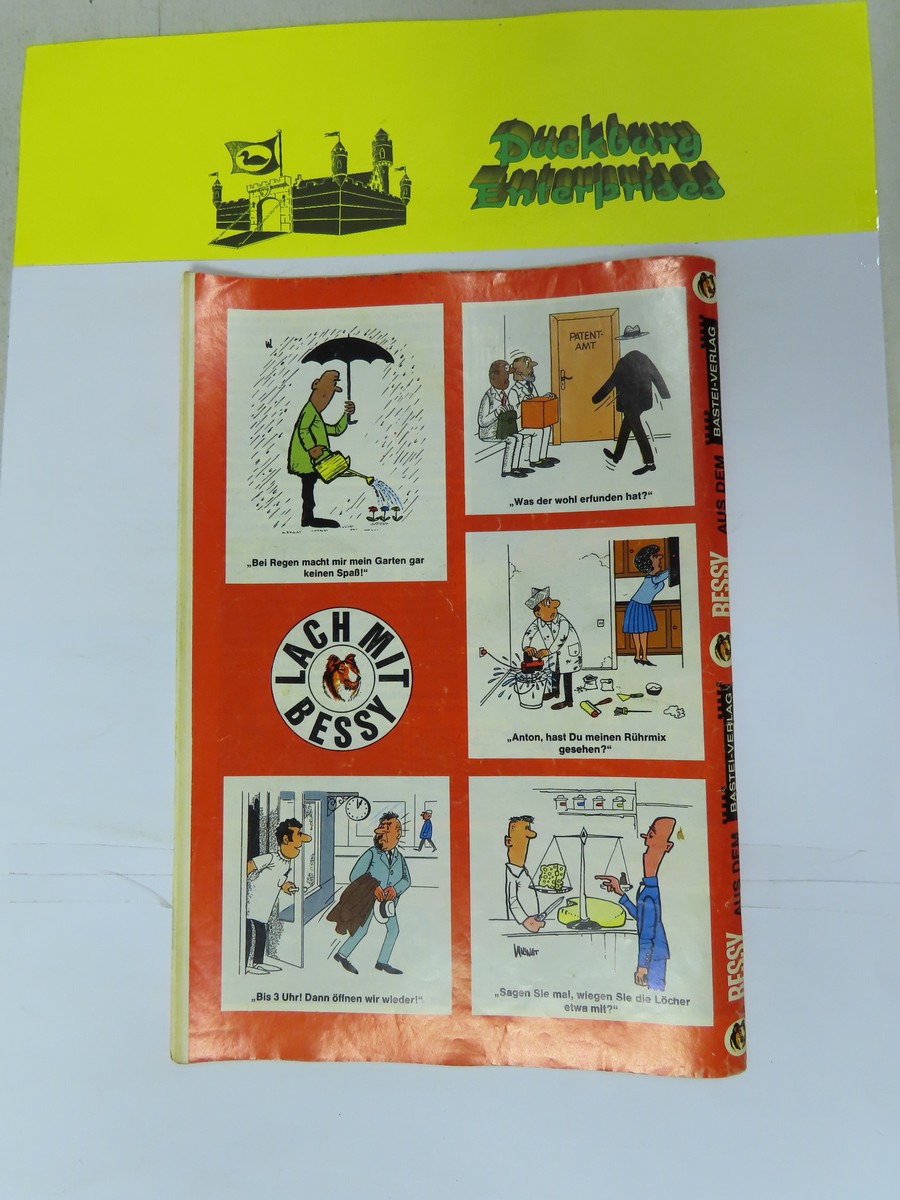 Duckburg
Enterprises
„Bei Regen macht mir mein Garten gar
keinen Spaß!“
PATENT-
AMT
„Was der wohl erfunden hat?“
„Anton, hast Du meinen Rührmix
gesehen?“
LACH MIT
BESSY
„Bis 3 Uhr! Dann öffnen wir wieder!“
„Sagen Sie mal, wiegen Sie die Löcher
etwa mit?“
BESSY AUS DEM BASTEI-VERLAG
BESSY AUS DEM BASTEI-VERLAG